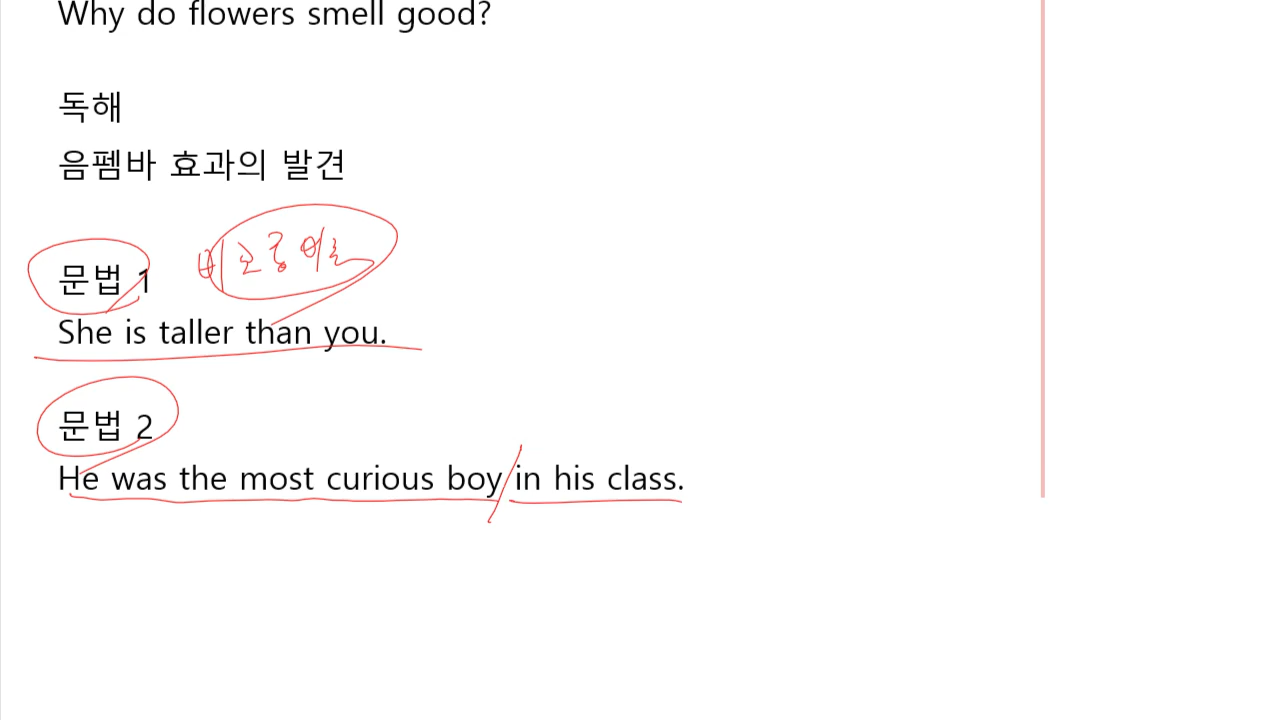 Why do flowers smell good?
독해
음펨바 효과의 발견
문법 1
She is taller than you.
문법 2
He was the most curious boy in his class.